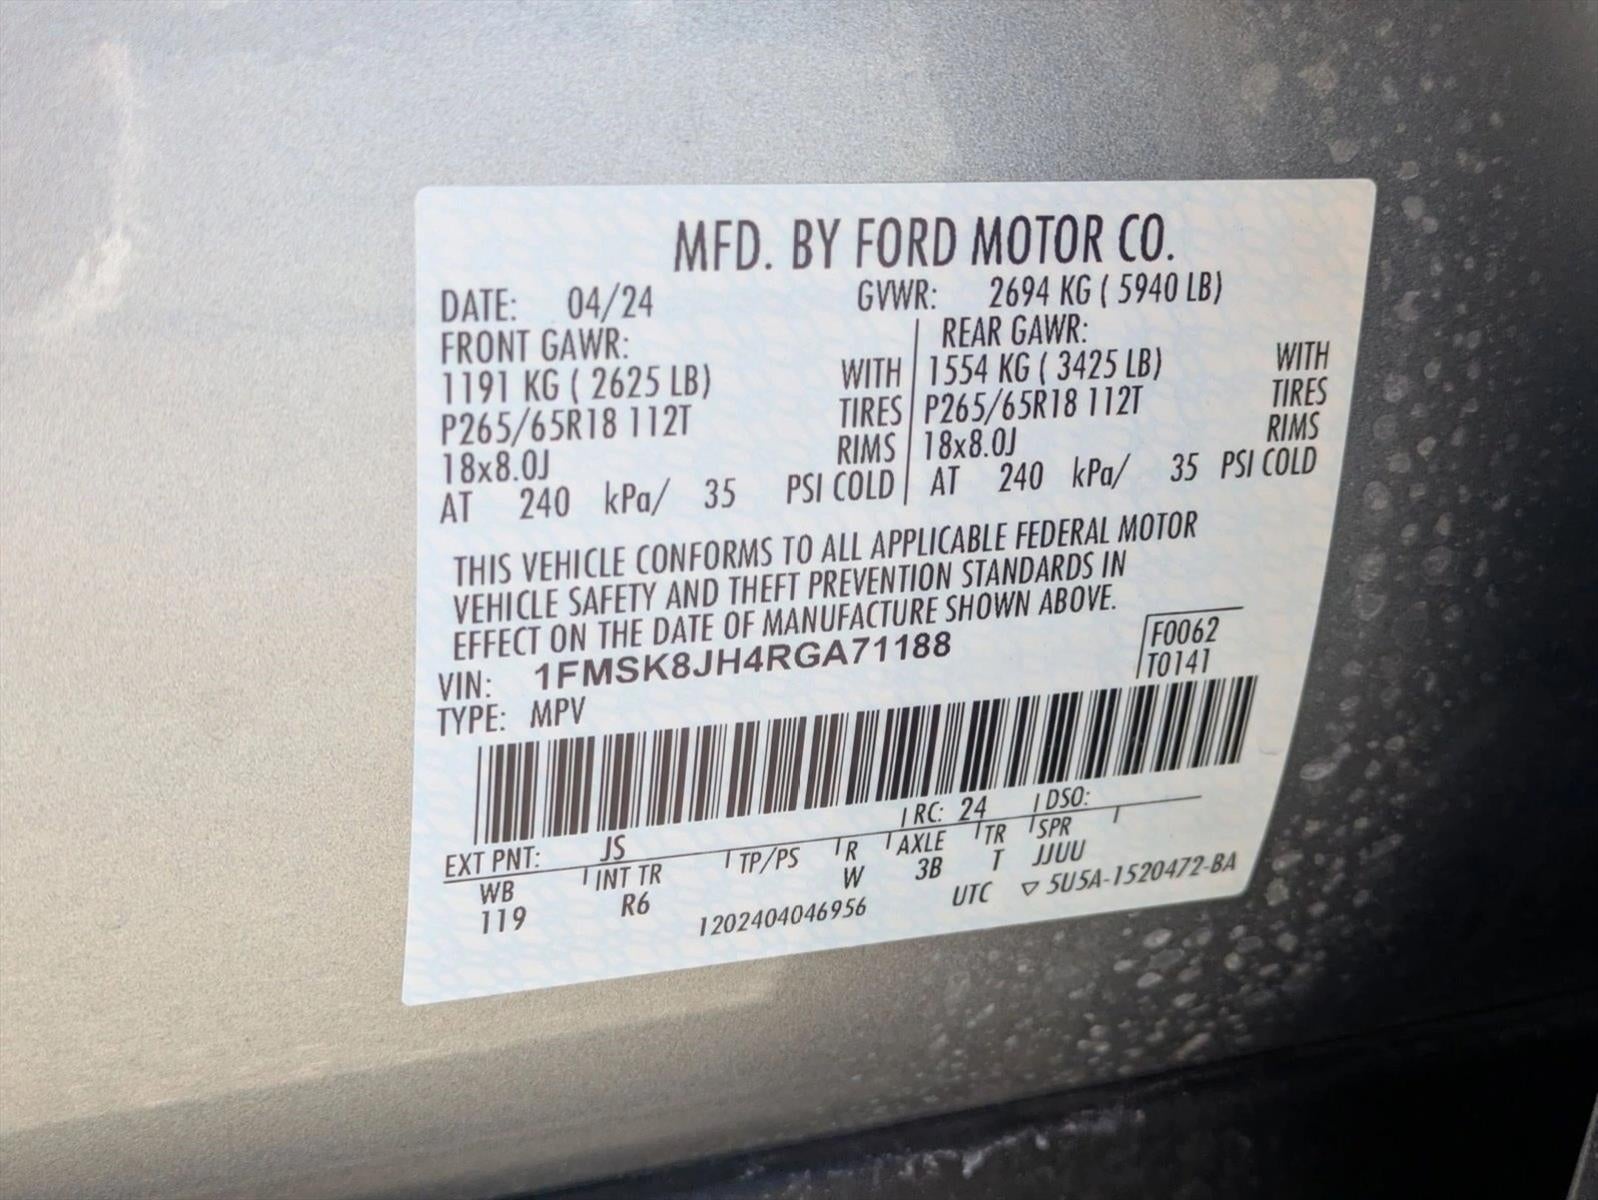 MFD. BY FORD MOTOR CO.
DATE: 04/24 GVWR: 2694 KG ( 5940 LB)
FRONT GAWR: REAR GAWR:
1191 KG ( 2625 LB) WITH 1554 KG ( 3425 LB) WITH
P265/65R18 112T TIRES P265/65R18 112T TIRES
18x8.0J RIMS 18x8.0J RIMS
AT 240 kPa/ 35 PSI COLD AT 240 kPa/ 35 PSI COLD
THIS VEHICLE CONFORMS TO ALL APPLICABLE FEDERAL MOTOR
VEHICLE SAFETY AND THEFT PREVENTION STANDARDS IN
EFFECT ON THE DATE OF MANUFACTURE SHOWN ABOVE.
VIN: 1FMSK8JH4RGA71188 F0062
TYPE: MPV T0141
EXT PNT: JS RC: 24 DSO:
WB INT TR TP/PS R AXLE TR SPR
119 R6 W 3B T JJUU
1202404046956 UTC ▽ 5U5A-1520472-BA